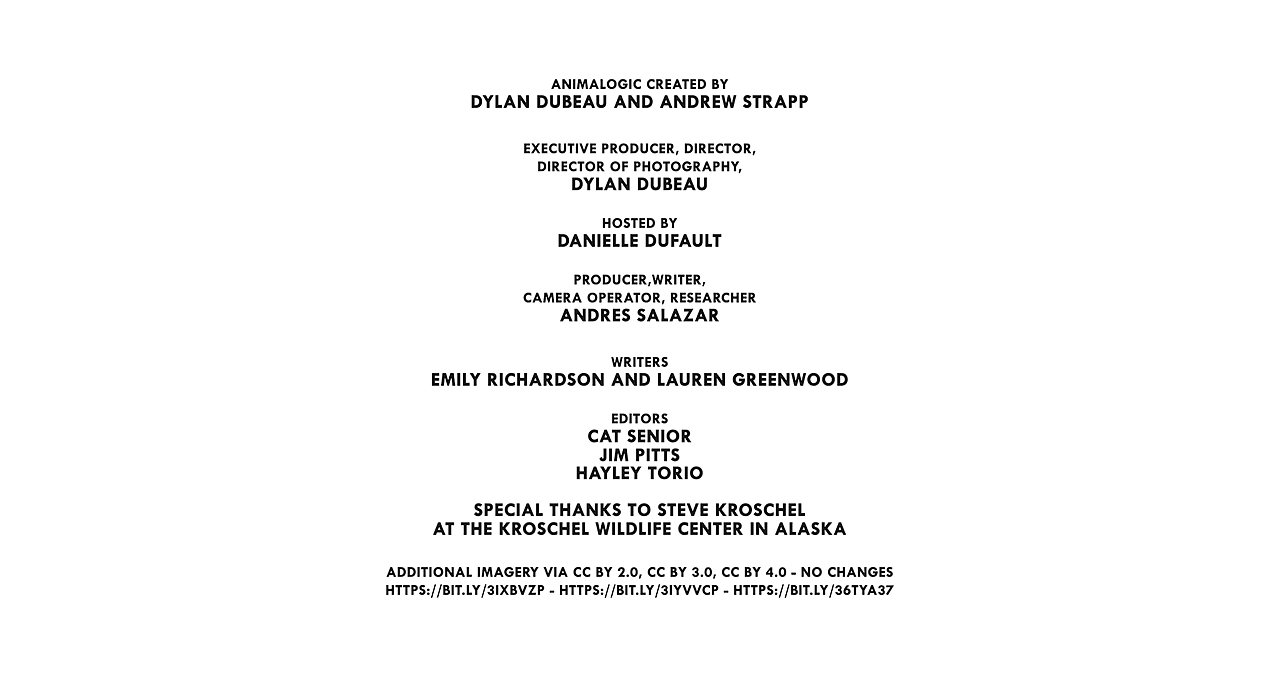 ANIMALOGIC CREATED BY
DYLAN DUBEAU AND ANDREW STRAPP
EXECUTIVE PRODUCER, DIRECTOR,
DIRECTOR OF PHOTOGRAPHY,
DYLAN DUBEAU
HOSTED BY
DANIELLE DUFAULT
PRODUCER,WRITER,
CAMERA OPERATOR, RESEARCHER
ANDRES SALAZAR
WRITERS
EMILY RICHARDSON AND LAUREN GREENWOOD
EDITORS
CAT SENIOR
JIM PITTS
HAYLEY TORIO
SPECIAL THANKS TO STEVE KROSCHEL
AT THE KROSCHEL WILDLIFE CENTER IN ALASKA
ADDITIONAL IMAGERY VIA CC BY 2.0, CC BY 3.0, CC BY 4.0 - NO CHANGES
HTTPS://BIT.LY/3IXBVZP - HTTPS://BIT.LY/3IYVVCP - HTTPS://BIT.LY/36TYA37